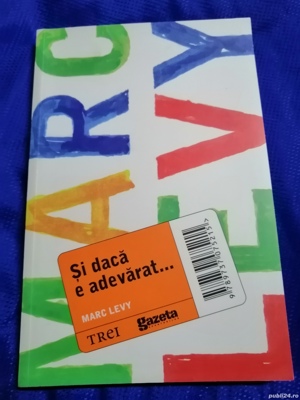 MARC
LEVY
Și dacă
e adevărat...
MARC LEVY
TREI
gazeta
publi24.ro